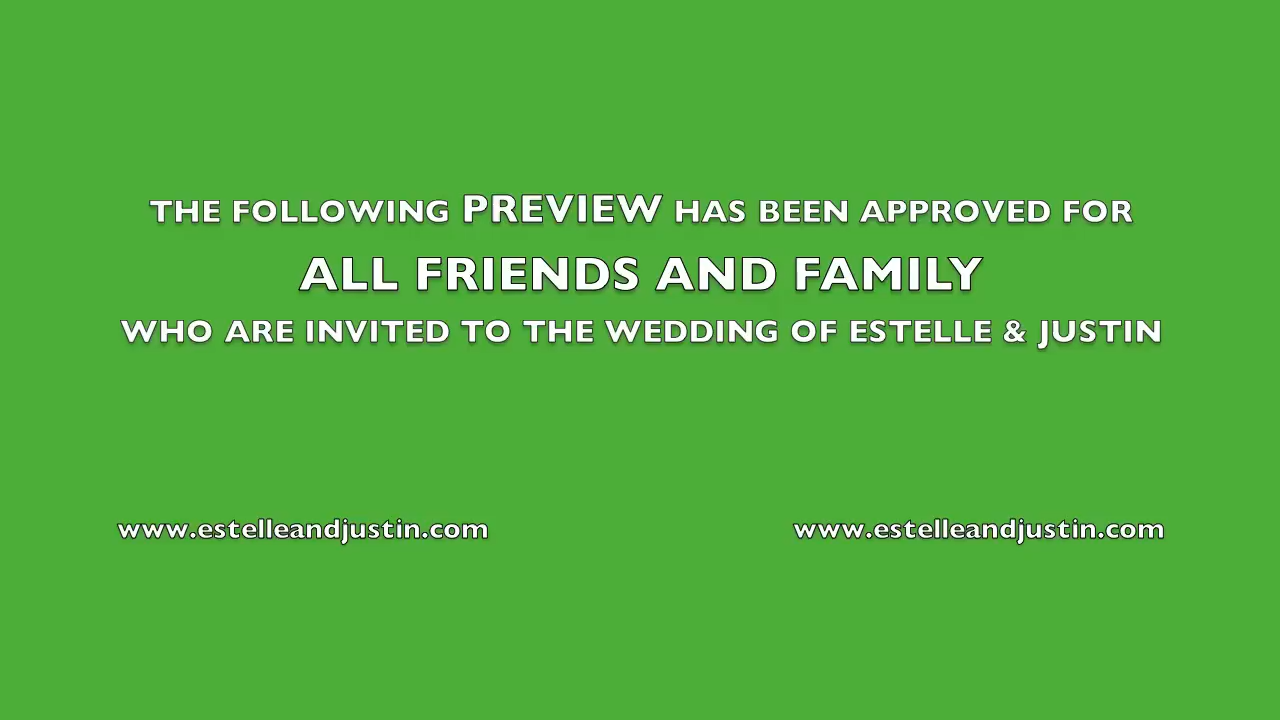 THE FOLLOWING PREVIEW HAS BEEN APPROVED FOR
ALL FRIENDS AND FAMILY
WHO ARE INVITED TO THE WEDDING OF ESTELLE & JUSTIN
www.estelleandjustin.com www.estelleandjustin.com